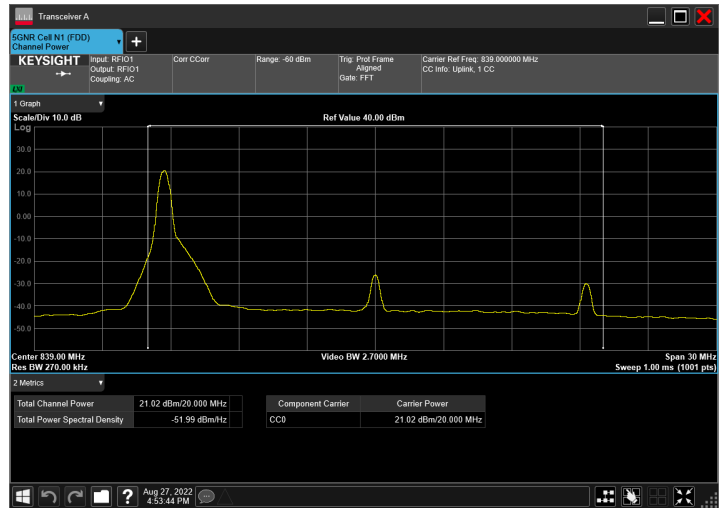 Transceiver A
5GNR Cell N1 (FDD)
Channel Power
KEYSIGHT
Input: RFIO1
Output: RFIO1
Coupling: AC
Corr CCorr
Range: -60 dBm
Trig: Prot Frame
Aligned
Gate: FFT
Carrier Ref Freq: 839.000000 MHz
CC Info: Uplink, 1 CC
LXI
1 Graph
Scale/Div 10.0 dB
Ref Value 40.00 dBm
Log
30.0
20.0
10.0
0.00
-10.0
-20.0
-30.0
-40.0
-50.0
Center 839.00 MHz
Video BW 2.7000 MHz
Span 30 MHz
Res BW 270.00 kHz
Sweep 1.00 ms (1001 pts)
2 Metrics
Total Channel Power 21.02 dBm/20.000 MHz
Total Power Spectral Density -51.99 dBm/Hz
Component Carrier Carrier Power
CC0 21.02 dBm/20.000 MHz
?
Aug 27, 2022
4:53:44 PM